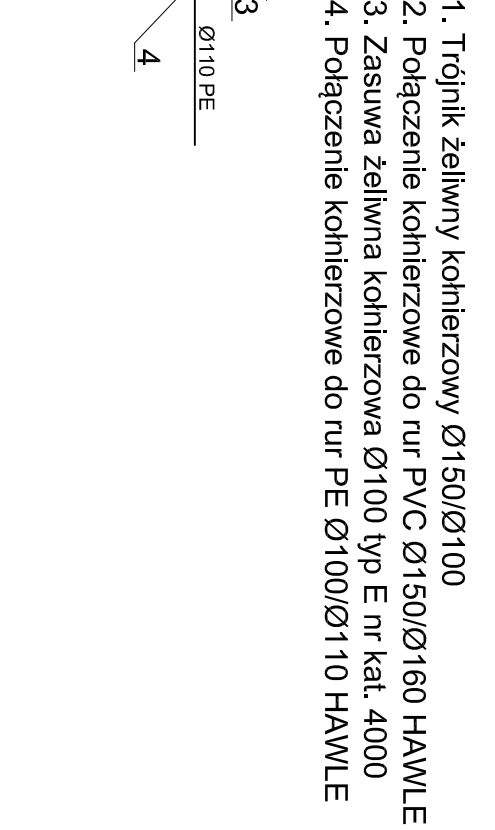 1. Trójnik żeliwny kołnierzowy Ø150/Ø100
2. Połączenie kołnierzowe do rur PVC Ø150/Ø160 HAWLE
3. Zasuwa żeliwna kołnierzowa Ø100 typ E nr kat. 4000
4. Połączenie kołnierzowe do rur PE Ø100/Ø110 HAWLE
3
Ø110 PE
4